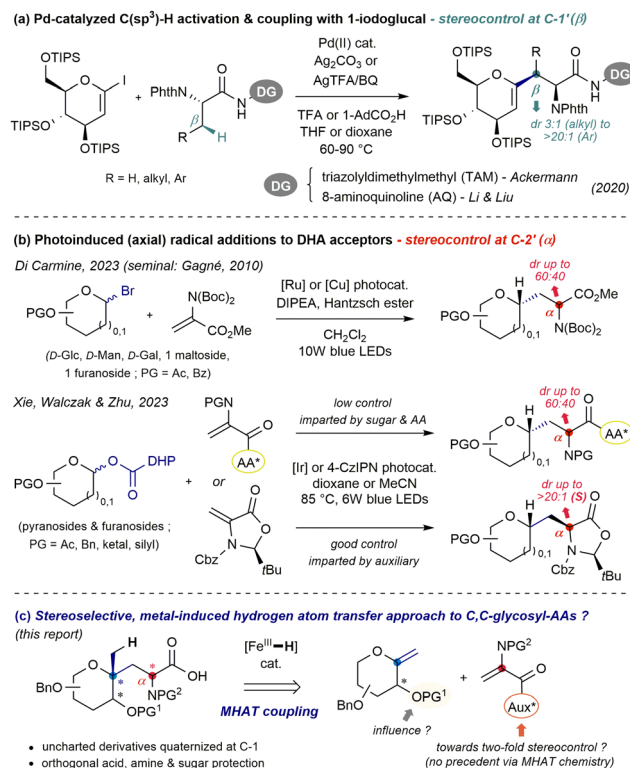 (a) Pd-catalyzed C(sp³)-H activation & coupling with 1-iodoglucal - stereocontrol at C-1'(β)
OTIPS
O
I
TIPSO
OTIPS
+
PhthN
O
N
H
DG
β
R
H
R = H, alkyl, Ar
Pd(II) cat.
Ag₂CO₃ or
AgTFA/BQ
TFA or 1-AdCO₂H
THF or dioxane
60-90 °C
OTIPS
O
R
O
H
N
DG
β
NPhth
TIPSO
OTIPS
dr 3:1 (alkyl) to
>20:1 (Ar)
DG
triazolyldimethylmethyl (TAM) - Ackermann
8-aminoquinoline (AQ) - Li & Liu
(2020)
(b) Photoinduced (axial) radical additions to DHA acceptors - stereocontrol at C-2' (α)
Di Carmine, 2023 (seminal: Gagné, 2010)
O
Br
PGO
0,1
+
N(Boc)₂
CO₂Me
(D-Glc, D-Man, D-Gal, 1 maltoside,
1 furanoside ; PG = Ac, Bz)
[Ru] or [Cu] photocat.
DIPEA, Hantzsch ester
CH₂Cl₂
10W blue LEDs
dr up to
60:40
H
O
CO₂Me
α
N(Boc)₂
PGO
0,1
Xie, Walczak & Zhu, 2023
PGN
O
AA*
low control
imparted by sugar & AA
dr up to
60:40
H
O
O
AA*
α
NPG
PGO
0,1
O
O
DHP
O
PGO
0,1
+
or
[Ir] or 4-CzIPN photocat.
dioxane or MeCN
85 °C, 6W blue LEDs
(pyranosides & furanosides ;
PG = Ac, Bn, ketal, silyl)
O
O
N
Cbz
tBu
good control
imparted by auxiliary
dr up to
>20:1 (S)
H
O
O
O
α
N
Cbz
tBu
PGO
0,1
(c) Stereoselective, metal-induced hydrogen atom transfer approach to C,C-glycosyl-AAs ?
(this report)
H
O
O
*
*
OH
α
NPG²
*
BnO
OPG¹
[Feᴵᴵᴵ—H]
cat.
MHAT coupling
O
*
BnO
OPG¹
influence ?
+
NPG²
O
Aux*
towards two-fold stereocontrol ?
(no precedent via MHAT chemistry)
• uncharted derivatives quaternized at C-1
• orthogonal acid, amine & sugar protection